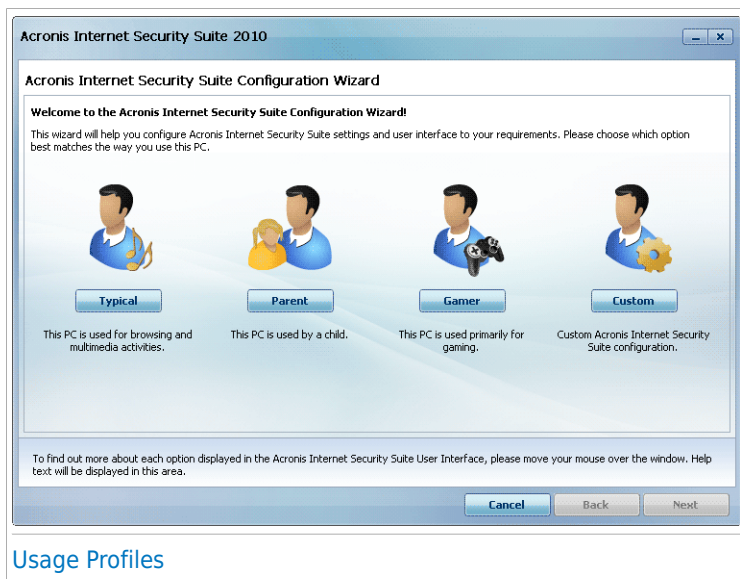 Acronis Internet Security Suite 2010
Acronis Internet Security Suite Configuration Wizard
Welcome to the Acronis Internet Security Suite Configuration Wizard!
This wizard will help you configure Acronis Internet Security Suite settings and user interface to your requirements. Please choose which option
best matches the way you use this PC.
Typical
Parent
Gamer
Custom
This PC is used for browsing and
multimedia activities.
This PC is used by a child.
This PC is used primarily for
gaming.
Custom Acronis Internet Security
Suite configuration.
To find out more about each option displayed in the Acronis Internet Security Suite User Interface, please move your mouse over the window. Help
text will be displayed in this area.
Cancel
Back
Next
Usage Profiles